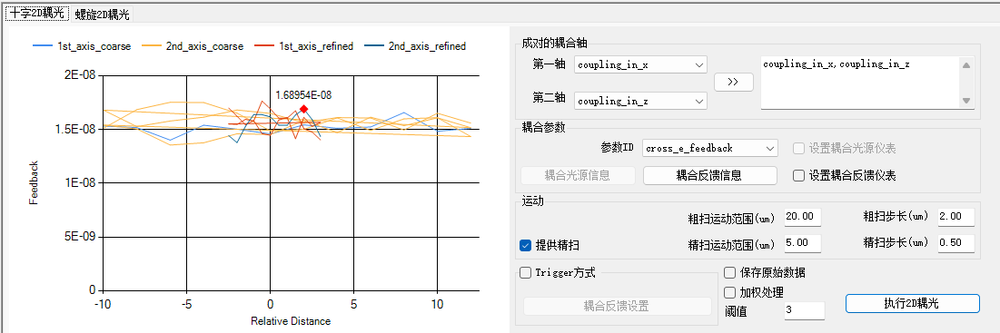 十字2D耦光 螺旋2D耦光
1st_axis_coarse 2nd_axis_coarse 1st_axis_refined 2nd_axis_refined
2E-08
1.68954E-08
1.5E-08
1E-08
5E-09
0
Feedback
-10 -5 0 5 10
Relative Distance
成对的耦合轴
第一轴 coupling_in_x >> coupling_in_x,coupling_in_z
第二轴 coupling_in_z
耦合参数
参数ID cross_e_feedback 设置耦合光源仪表
耦合光源信息 耦合反馈信息 设置耦合反馈仪表
运动
粗扫运动范围(um) 20.00 粗扫步长(um) 2.00
提供精扫 精扫运动范围(um) 5.00 精扫步长(um) 0.50
Trigger方式 保存原始数据
加权处理
耦合反馈设置 阈值 3 执行2D耦光